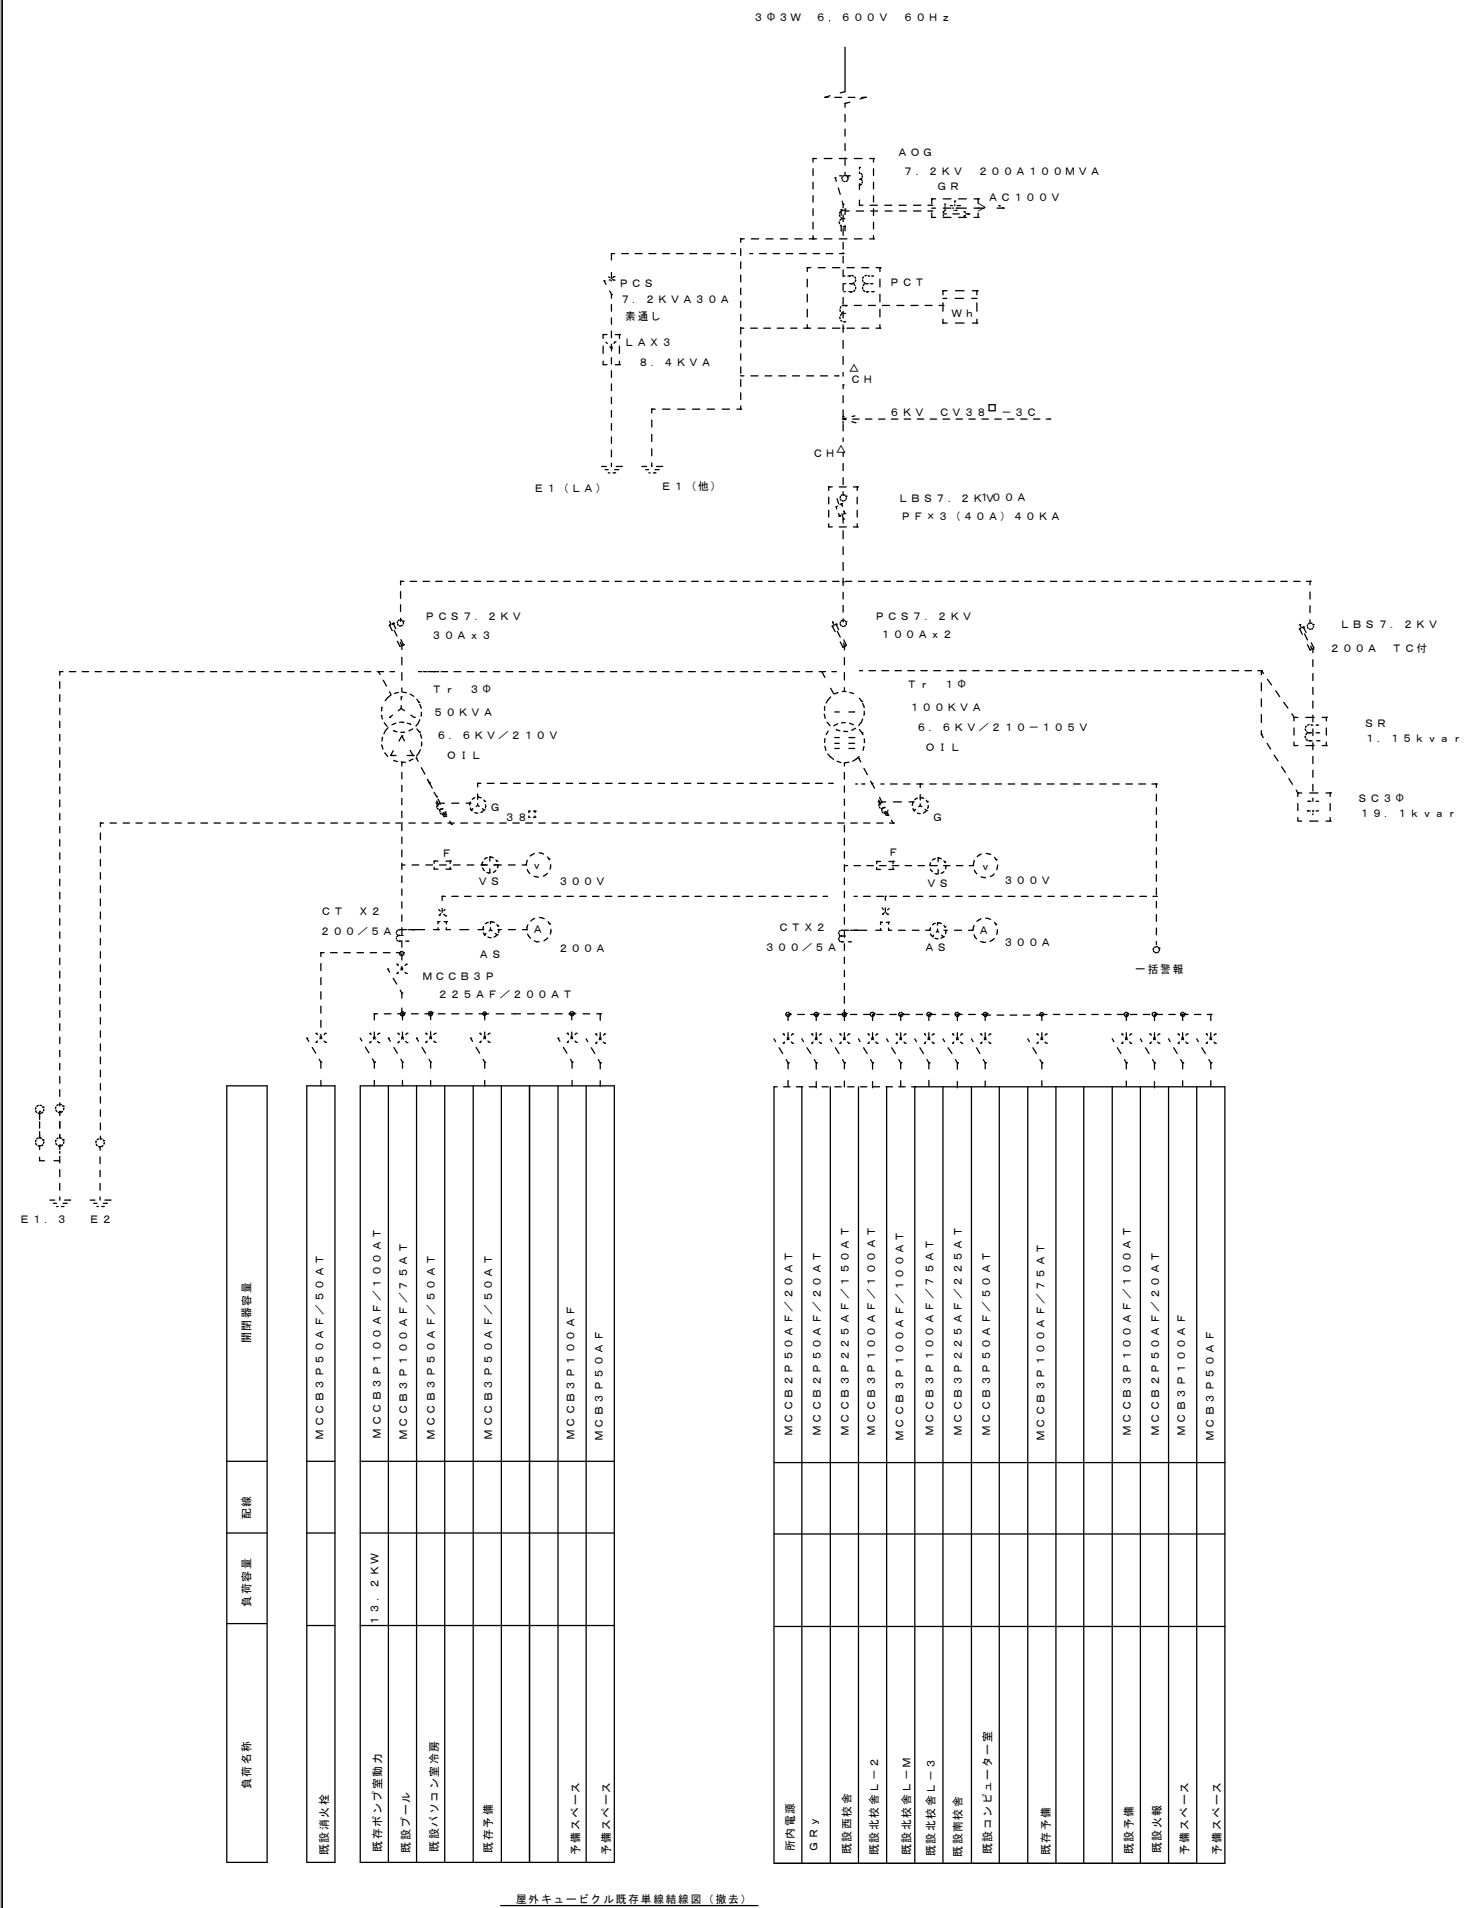 3Φ3W 6,600V 60Hz
AOG
7.2KV 200A100MVA
GR
AC100V
PCS
7.2KVA30A
素通し
PCT
Wh
LAX3
8.4KVA
CH
6KV CV38□-3C
CH
E1(LA)
E1(他)
LBS7.2KV
100A
PF×3(40A)40KA
PCS7.2KV
30Ax3
PCS7.2KV
100Ax2
LBS7.2KV
200A TC付
Tr 3Φ
50KVA
6.6KV/210V
OIL
Tr 1Φ
100KVA
6.6KV/210-105V
OIL
SR
1.15kvar
SC3Φ
19.1kvar
G
38□
G
F
VS
V
300V
F
VS
V
300V
CT X2
200/5A
AS
A
200A
CTX2
300/5A
AS
A
300A
MCCB3P
225AF/200AT
一括警報
E1.3
E2
開閉器容量
配線
負荷容量
負荷名称
MCCB3P50AF/50AT
既設消火栓
MCCB3P100AF/100AT
13.2KW
既存ポンプ室動力
MCCB3P100AF/75AT
既設プール
MCCB3P50AF/50AT
既設パソコン室冷房
MCCB3P50AF/50AT
既存予備
MCCB3P100AF
予備スペース
MCB3P50AF
予備スペース
MCCB2P50AF/20AT
所内電源
MCCB2P50AF/20AT
GRy
MCCB3P225AF/150AT
既設西校舎
MCCB3P100AF/100AT
既設北校舎L-2
MCCB3P100AF/100AT
既設北校舎L-M
MCCB3P100AF/75AT
既設北校舎L-3
MCCB3P225AF/225AT
既設南校舎
MCCB3P50AF/50AT
既設コンピューター室
MCCB3P100AF/75AT
既存予備
MCCB3P100AF/100AT
既設予備
MCCB2P50AF/20AT
既設火報
MCB3P100AF
予備スペース
MCB3P50AF
予備スペース
屋外キュービクル既存単線結線図(撤去)